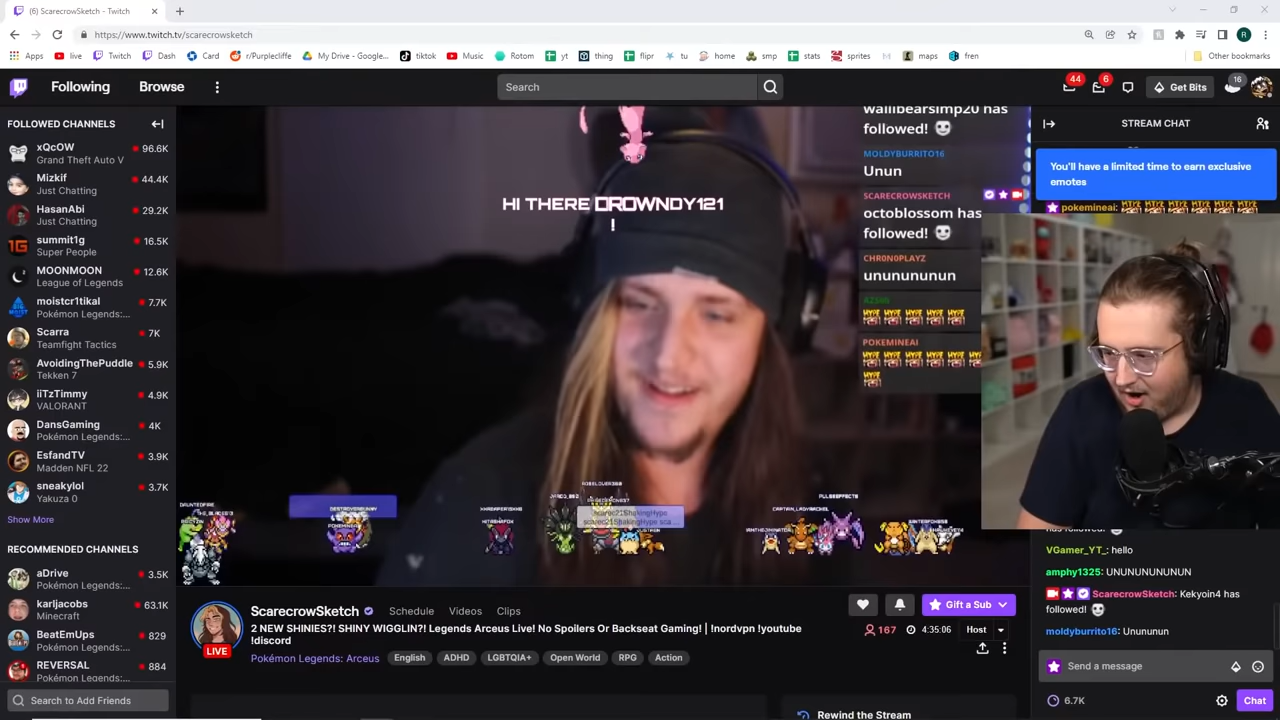 (6) ScarecrowSketch - Twitch
https://www.twitch.tv/scarecrowsketch
Apps
live
Twitch
Dash
Cad
r/Purplecliffe
My Drive - Google...
tiktok
Music
Rotom
yt
thing
flipr
tu
home
smp
stats
sprites
maps
fren
Other bookmarks
Following
Browse
Search
44
6
Get Bits
16
FOLLOWED CHANNELS
xQcOW 96.6K
Grand Theft Auto V
Mizkif 44.4K
Just Chatting
HasanAbi 29.2K
Just Chatting
summit1g 16.5K
Super People
MOONMOON 12.6K
League of Legends
moistcr1tikal 7.7K
Pokémon Legends:...
Scarra 7K
Teamfight Tactics
AvoidingThePuddle 5.9K
Tekken 7
iiTzTimmy 4.9K
VALORANT
DansGaming 4K
Pokémon Legends:...
EsfandTV 3.9K
Madden NFL 22
sneakylol 3.7K
Yakuza 0
Show More
RECOMMENDED CHANNELS
aDrive 3.5K
Pokémon Legends:...
karljacobs 63.1K
Minecraft
BeatEmUps 829
Pokémon Legends:...
REVERSAL 884
Pokémon Legends:...
Search to Add Friends
HI THERE DROWNDY121
!
wallibearsimp20 has
followed!
MOLDYBURRITO16
Unun
SCARECROWSKETCH
octoblossom has
followed!
CHR0N0PLAYZ
unununun
POKEMINEAI
STREAM CHAT
You'll have a limited time to earn exclusive
emotes
pokemineai:
VGamer_YT_: hello
amphy1325: UNUNUNUNUNUN
ScarecrowSketch: Kekyoin4 has
followed!
moldyburrito16: Unununun
Send a message
6.7K
Chat
ScarecrowSketch
Schedule
Videos
Clips
Gift a Sub
2 NEW SHINIES?! SHINY WIGGLIN?! Legends Arceus Live! No Spoilers Or Backseat Gaming! | !nordvpn !youtube
!discord
167
4:35:06
Host
LIVE
Pokémon Legends: Arceus
English
ADHD
LGBTQIA+
Open World
RPG
Action
Rewind the Stream